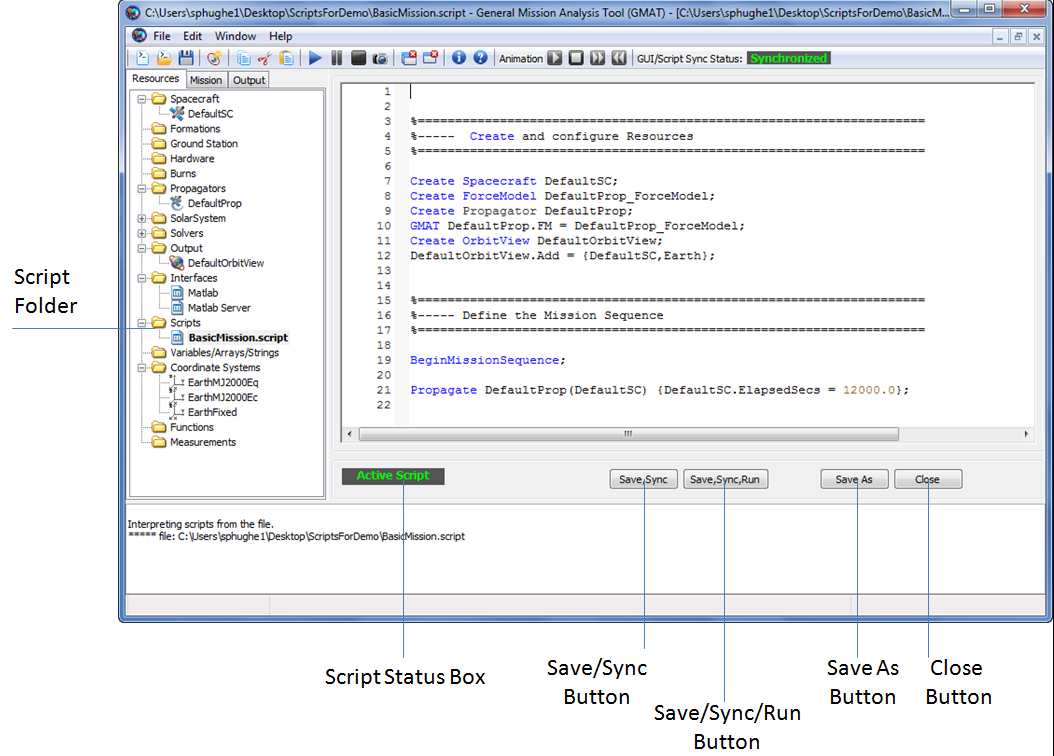 C:\Users\sphughe1\Desktop\ScriptsForDemo\BasicMission.script - General Mission Analysis Tool (GMAT) - [C:\Users\sphughe1\Desktop\ScriptsForDemo\BasicM...
File Edit Window Help
Animation GUI/Script Sync Status: Synchronized
Resources Mission Output
Spacecraft
DefaultSC
Formations
Ground Station
Hardware
Burns
Propagators
DefaultProp
SolarSystem
Solvers
Output
DefaultOrbitView
Interfaces
Matlab
Matlab Server
Scripts
BasicMission.script
Variables/Arrays/Strings
Coordinate Systems
EarthMJ2000Eq
EarthMJ2000Ec
EarthFixed
Functions
Measurements
1
2
3 %====================================================================
4 %----- Create and configure Resources
5 %====================================================================
6
7 Create Spacecraft DefaultSC;
8 Create ForceModel DefaultProp_ForceModel;
9 Create Propagator DefaultProp;
10 GMAT DefaultProp.FM = DefaultProp_ForceModel;
11 Create OrbitView DefaultOrbitView;
12 DefaultOrbitView.Add = {DefaultSC,Earth};
13
14
15 %====================================================================
16 %----- Define the Mission Sequence
17 %====================================================================
18
19 BeginMissionSequence;
20
21 Propagate DefaultProp(DefaultSC) {DefaultSC.ElapsedSecs = 12000.0};
22
Active Script Save,Sync Save,Sync,Run Save As Close
Interpreting scripts from the file.
***** file: C:\Users\sphughe1\Desktop\ScriptsForDemo\BasicMission.script
Script
Folder
Script Status Box
Save/Sync
Button
Save/Sync/Run
Button
Save As
Button
Close
Button